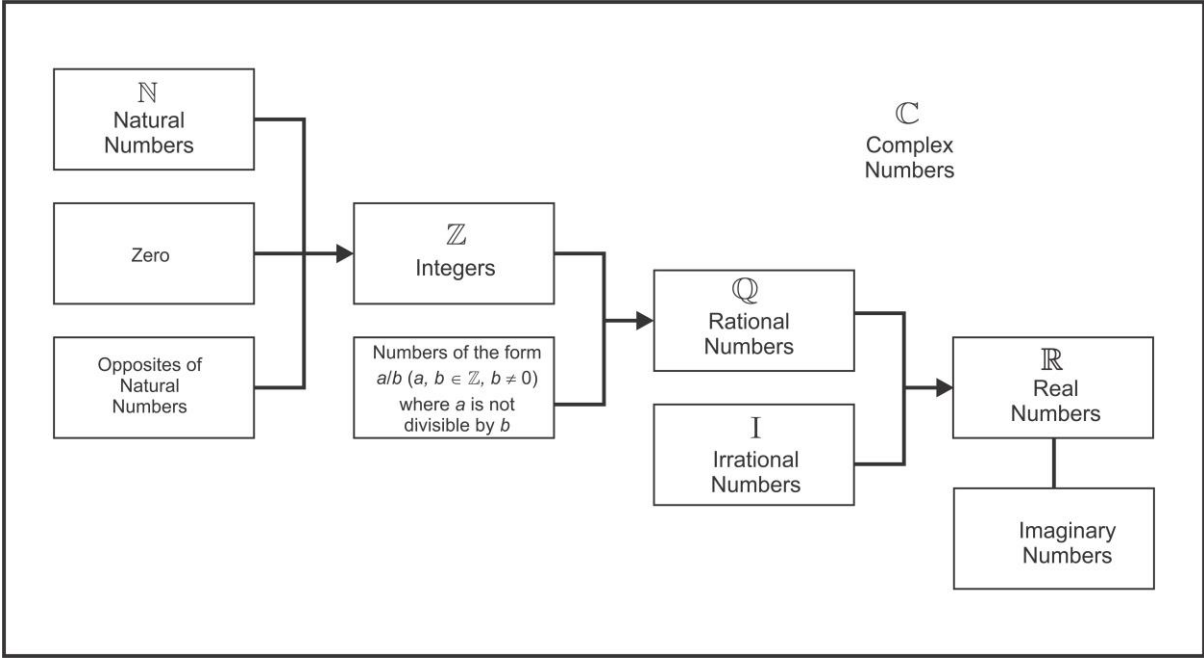 ℕ
Natural
Numbers
ℂ
Complex
Numbers
Zero
ℤ
Integers
ℚ
Rational
Numbers
Opposites of
Natural
Numbers
Numbers of the form
a/b (a, b ∈ ℤ, b ≠ 0)
where a is not
divisible by b
ℝ
Real
Numbers
I
Irrational
Numbers
Imaginary
Numbers